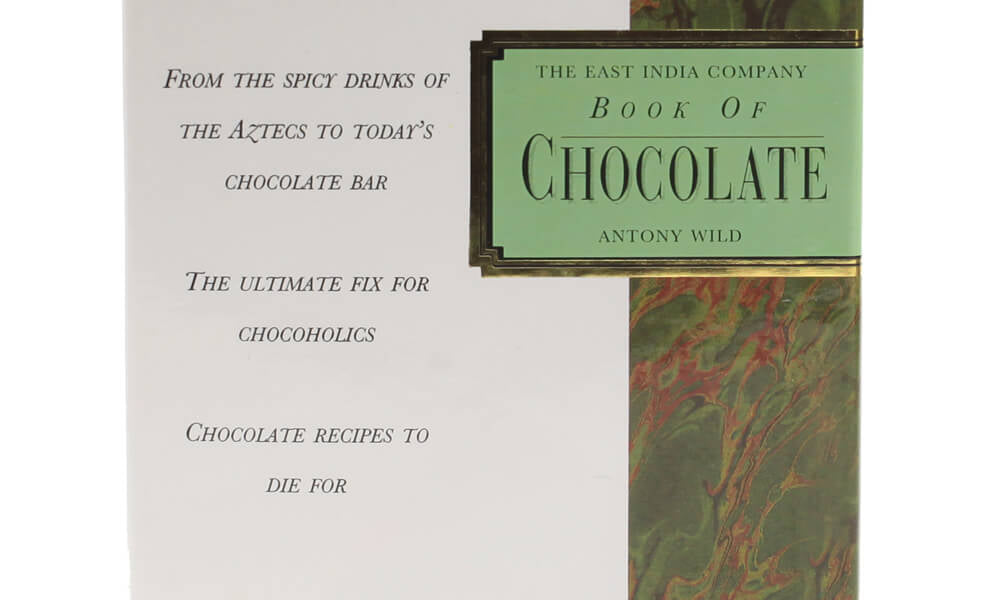 FROM THE SPICY DRINKS OF
THE AZTECS TO TODAY'S
CHOCOLATE BAR
THE ULTIMATE FIX FOR
CHOCOHOLICS
CHOCOLATE RECIPES TO
DIE FOR
THE EAST INDIA COMPANY
BOOK OF
CHOCOLATE
ANTONY WILD